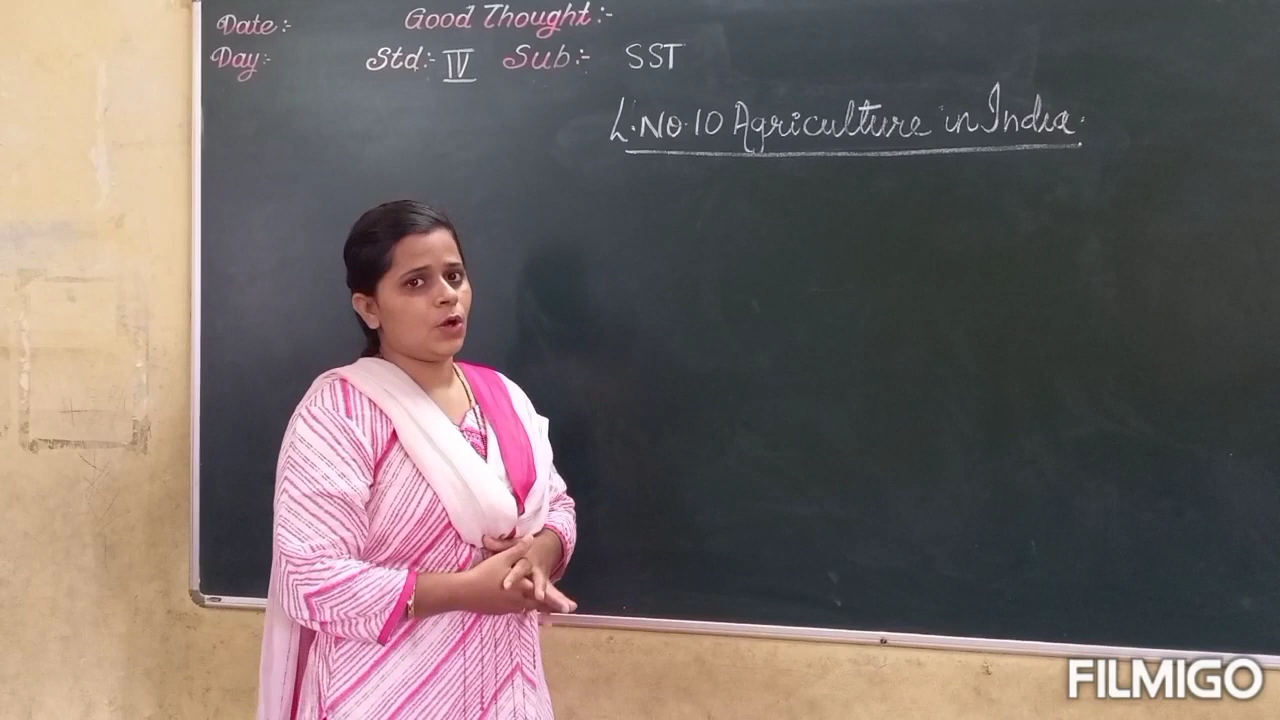 Date:- Good Thought:-
Day:- Std:- IV Sub:- SST
L.No.10 Agriculture in India.
FILMIGO